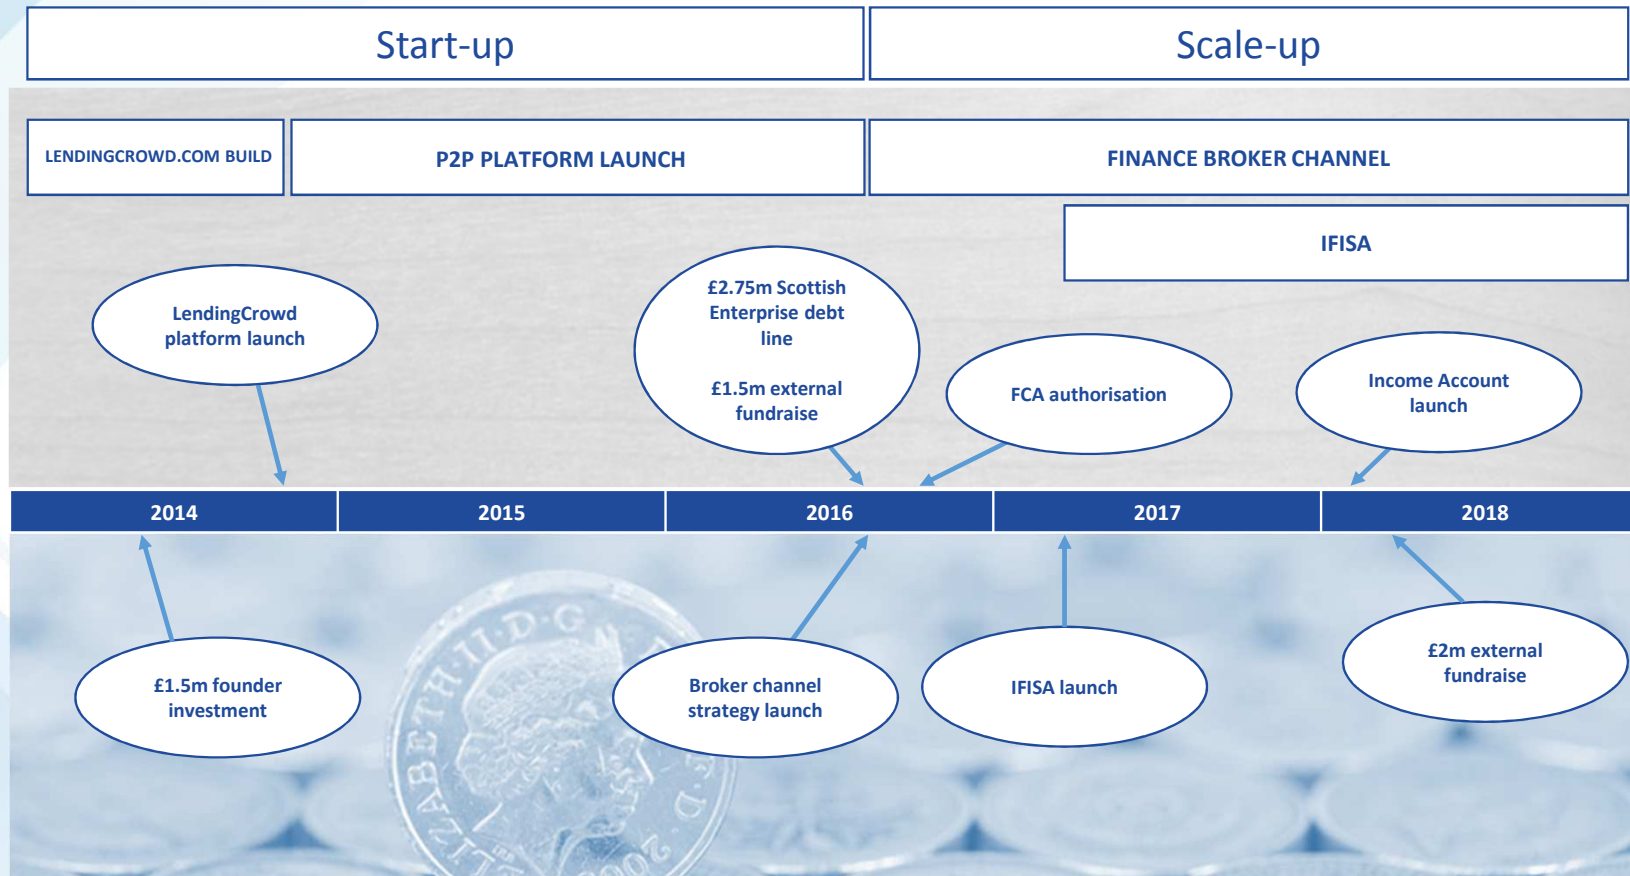 Start-up
Scale-up
LENDINGCROWD.COM BUILD
P2P PLATFORM LAUNCH
FINANCE BROKER CHANNEL
IFISA
LendingCrowd
platform launch
£2.75m Scottish
Enterprise debt
line
£1.5m external
fundraise
FCA authorisation
Income Account
launch
2014
2015
2016
2017
2018
£1.5m founder
investment
Broker channel
strategy launch
IFISA launch
£2m external
fundraise
ELIZABETH·II·D·G